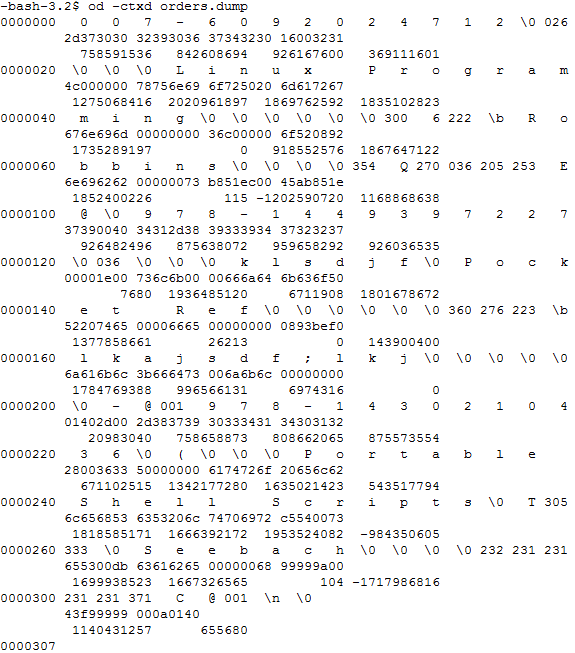 -bash-3.2$ od -ctxd orders.dump
0000000 0 0 7 - 6 0 9 2 0 2 4 7 1 2 \0 026
2d373030 32393036 37343230 16003231
758591536 842608694 926167600 369111601
0000020 \0 \0 \0 L i n u x P r o g r a m
4c000000 78756e69 6f725020 6d617267
1275068416 2020961897 1869762592 1835102823
0000040 m i n g \0 \0 \0 \0 \0 \0 300 6 222 \b R o
676e696d 00000000 36c00000 6f520892
1735289197 0 918552576 1867647122
0000060 b b i n s \0 \0 \0 \0 354 Q 270 036 205 253 E
6e696262 00000073 b851ec00 45ab851e
1852400226 115 -1202590720 1168868638
0000100 @ \0 9 7 8 - 1 4 4 9 3 9 7 2 2 7
37390040 34312d38 39333934 37323237
926482496 875638072 959658292 926036535
0000120 \0 036 \0 \0 \0 k l s d j f \0 P o c k
00001e00 736c6b00 00666a64 6b636f50
7680 1936485120 6711908 1801678672
0000140 e t R e f \0 \0 \0 \0 \0 \0 360 276 223 \b
52207465 00006665 00000000 0893bef0
1377858661 26213 0 143900400
0000160 l k a j s d f ; l k j \0 \0 \0 \0 \0
6a616b6c 3b666473 006a6b6c 00000000
1784769388 996566131 6974316 0
0000200 \0 - @ 001 9 7 8 - 1 4 3 0 2 1 0 4
01402d00 2d383739 30333431 34303132
20983040 758658873 808662065 875573554
0000220 3 6 \0 ( \0 \0 \0 P o r t a b l e
28003633 50000000 6174726f 20656c62
671102515 1342177280 1635021423 543517794
0000240 S h e l l S c r i p t s \0 T 305
6c656853 6353206c 74706972 c5540073
1818585171 1666392172 1953524082 -984350605
0000260 333 \0 S e e b a c h \0 \0 \0 \0 232 231 231
655300db 63616265 00000068 99999a00
1699938523 1667326565 104 -1717986816
0000300 231 231 371 C @ 001 \n \0
43f99999 000a0140
1140431257 655680
0000307